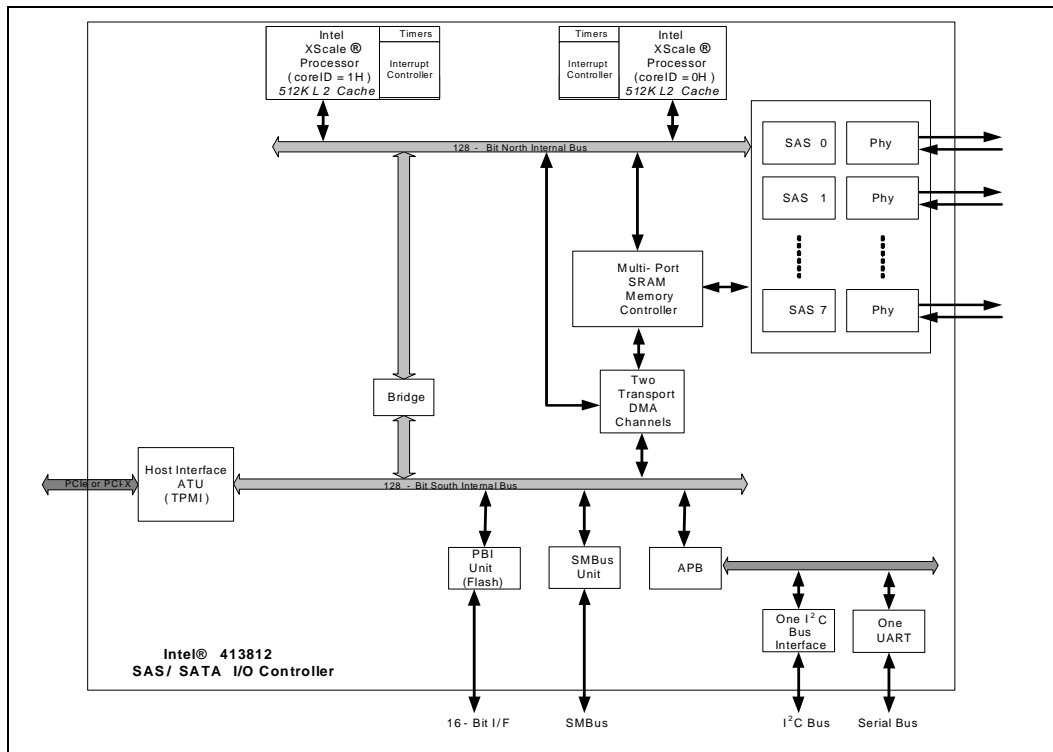 Intel
XScale ®
Processor
(coreID = 1H)
512K L2 Cache
Timers
Interrupt
Controller
Timers
Interrupt
Controller
Intel
XScale ®
Processor
(coreID = 0H)
512K L2 Cache
128 - Bit North Internal Bus
SAS 0
Phy
SAS 1
Phy
SAS 7
Phy
Multi-Port
SRAM
Memory
Controller
Bridge
Two
Transport
DMA
Channels
Host Interface
ATU
(TPMI)
PCIe or PCI-X
128 - Bit South Internal Bus
PBI
Unit
(Flash)
SMBus
Unit
APB
One I²C
Bus
Interface
One
UART
Intel® 413812
SAS/ SATA I/O Controller
16-Bit I/F
SMBus
I²C Bus
Serial Bus